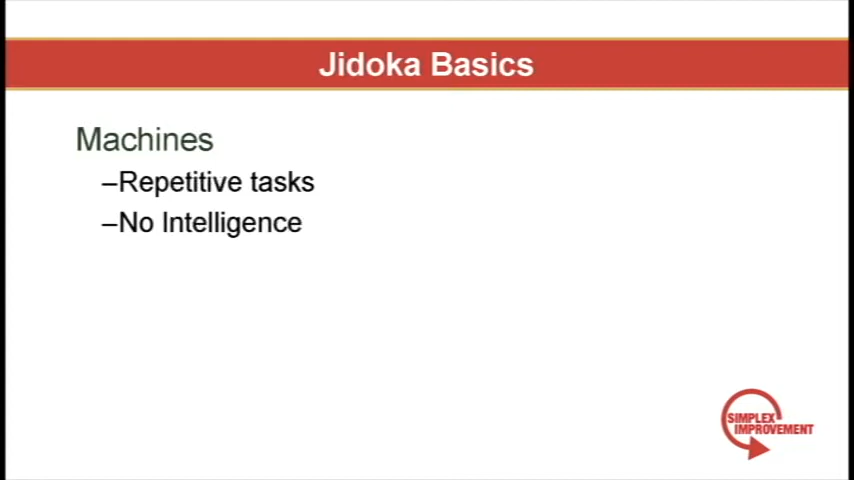 Jidoka Basics
Machines
–Repetitive tasks
–No Intelligence
SIMPLEX
IMPROVEMENT